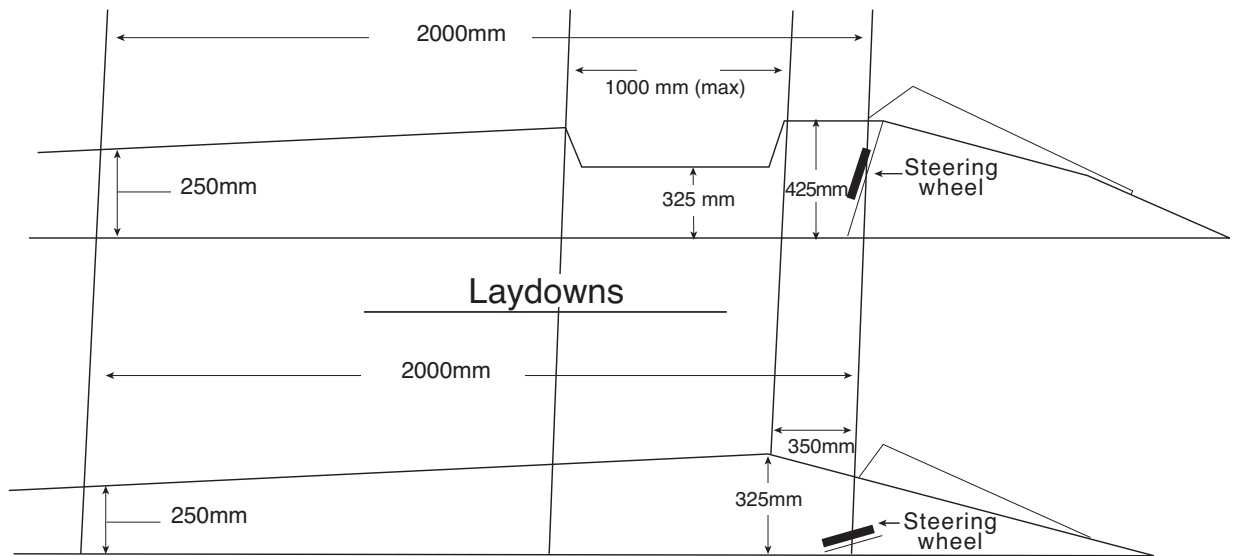 2000mm
1000 mm (max)
250mm
325 mm
425mm
Steering
wheel
Laydowns
2000mm
350mm
250mm
325mm
Steering
wheel